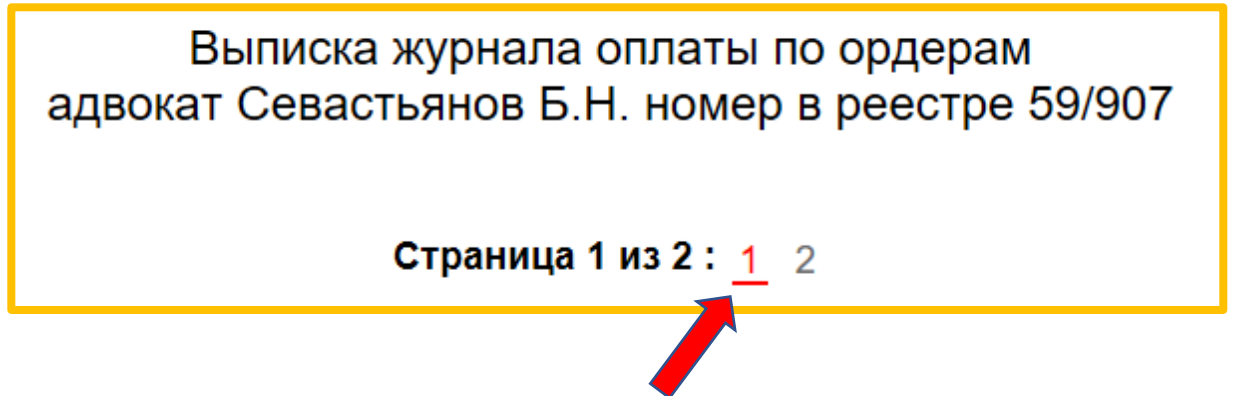 Выписка журнала оплаты по ордерам
адвокат Севастьянов Б.Н. номер в реестре 59/907
Страница 1 из 2 : 1 2